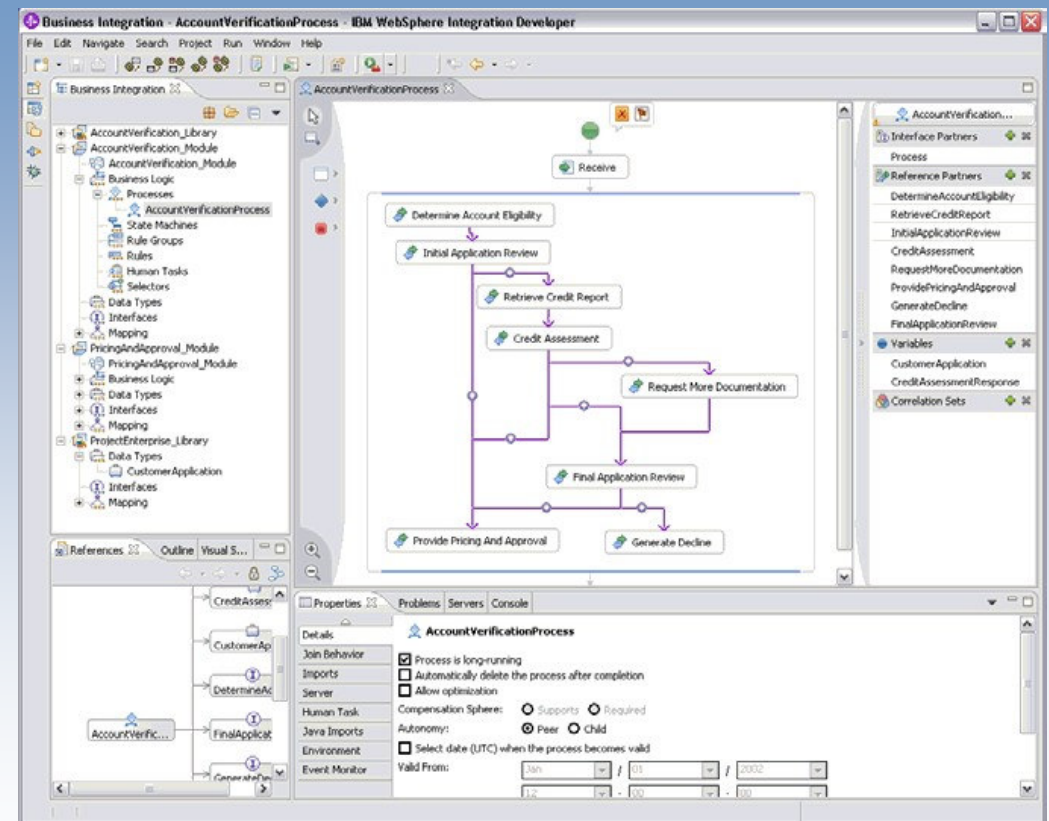 Business Integration - AccountVerificationProcess - IBM WebSphere Integration Developer
File Edit Navigate Search Project Run Window Help
Business Integration
AccountVerification_Library
AccountVerification_Module
AccountVerification_Module
Business Logic
Processes
AccountVerificationProcess
State Machines
Rule Groups
Rules
Human Tasks
Selectors
Data Types
Interfaces
Mapping
PricingAndApproval_Module
PricingAndApproval_Module
Business Logic
Data Types
Interfaces
Mapping
ProjectEnterprise_Library
Data Types
CustomerApplication
Interfaces
Mapping
AccountVerificationProcess
Receive
Determine Account Eligibility
Initial Application Review
Retrieve Credit Report
Credit Assessment
Request More Documentation
Final Application Review
Provide Pricing And Approval
Generate Decline
AccountVerification...
Interface Partners
Process
Reference Partners
DetermineAccountEligibility
RetrieveCreditReport
InitialApplicationReview
CreditAssessment
RequestMoreDocumentation
ProvidePricingAndApproval
GenerateDecline
FinalApplicationReview
Variables
CustomerApplication
CreditAssessmentResponse
Correlation Sets
References Outline Visual S...
CreditAsses
CustomerAp
DetermineAc
AccountVerific...
FinalApplicat
GenerateDe
Properties Problems Servers Console
Details
Join Behavior
Imports
Server
Human Task
Java Imports
Environment
Event Monitor
AccountVerificationProcess
Process is long-running
Automatically delete the process after completion
Allow optimization
Compensation Sphere: Supports Required
Autonomy: Peer Child
Select date (UTC) when the process becomes valid
Valid From: Jan / 01 / 2002
12 - 00 - 00